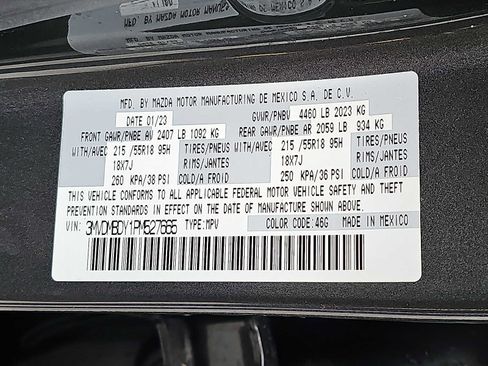 MFD. BY MAZDA MOTOR MANUFACTURING DE MEXICO S.A. DE C.V.
DATE 01/23 GVWR/PNBV 4460 LB 2023 KG
FRONT GAWR/PNBE AV 2407 LB 1092 KG REAR GAWR/PNBE AR 2059 LB 934 KG
WITH/AVEC 215 /55R18 95H TIRES/PNEUS WITH/AVEC 215 /55R18 95H TIRES/PNEUS
18X7J RIMS/JANTES 18X7J RIMS/JANTES
260 KPA/38 PSI COLD/A FROID 250 KPA/36 PSI COLD/A FROID
THIS VEHICLE CONFORMS TO ALL APPLICABLE FEDERAL MOTOR VEHICLE SAFETY AND THEFT
PREVENTION STANDARDS IN EFFECT ON THE DATE OF MANUFACTURE SHOWN ABOVE.
VIN: 3MVDMBDY1PM527665 TYPE:MPV COLOR CODE: 46G MADE IN MEXICO